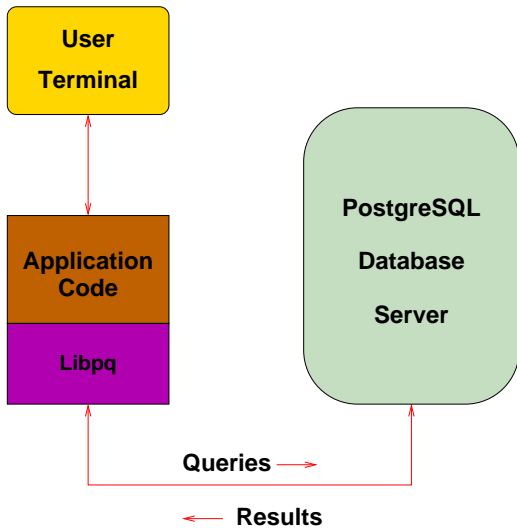 User
Terminal
Application
Code
Libpq
PostgreSQL
Database
Server
Queries
Results